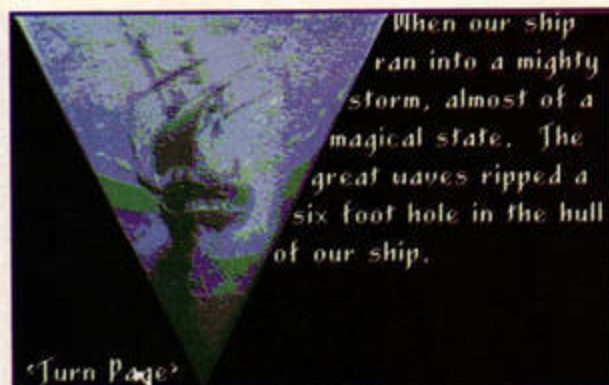 When our ship
ran into a mighty
storm, almost of a
magical state. The
great waves ripped a
six foot hole in the hull
of our ship.
<Turn Page>